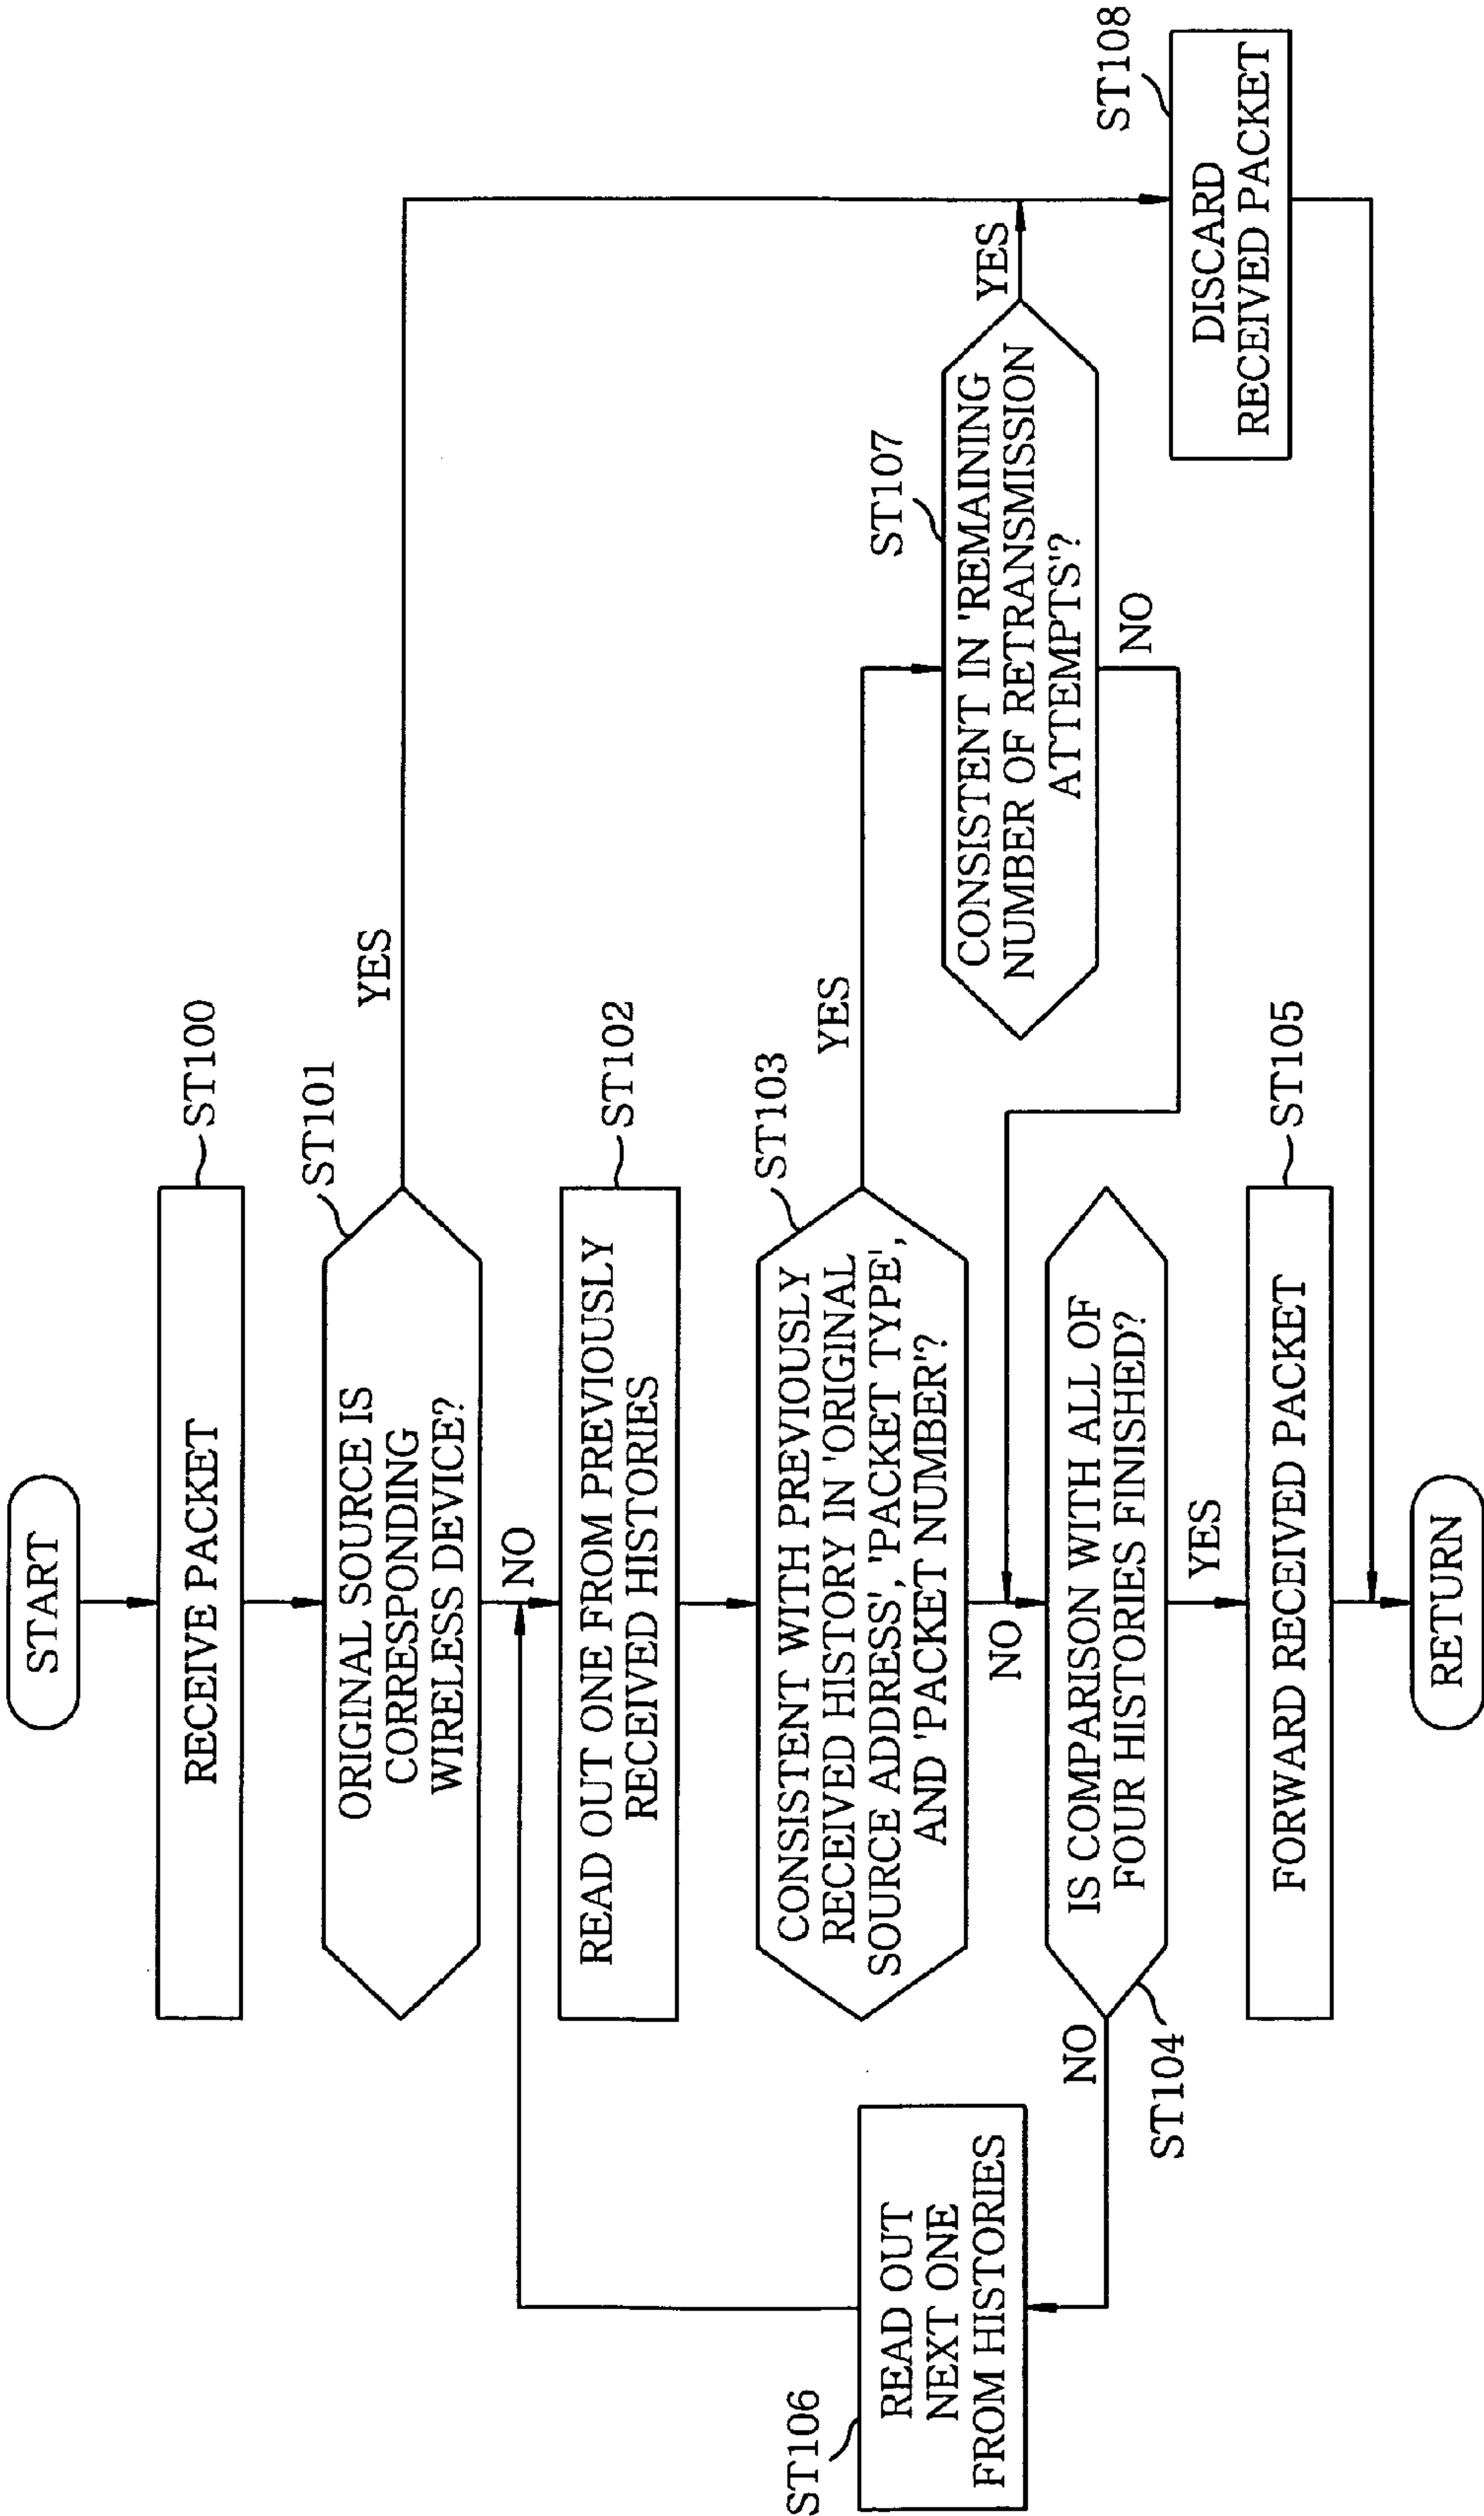 START
RECEIVE PACKET
ST100
ORIGINAL SOURCE IS
CORRESPONDING
WIRELESS DEVICE?
ST101
YES
NO
READ OUT ONE FROM PREVIOUSLY
RECEIVED HISTORIES
ST102
CONSISTENT WITH PREVIOUSLY
RECEIVED HISTORY IN 'ORIGINAL
SOURCE ADDRESS', 'PACKET TYPE',
AND 'PACKET NUMBER'?
ST103
YES
NO
CONSISTENT IN 'REMAINING
NUMBER OF RETRANSMISSION
ATTEMPTS'?
ST107
YES
NO
IS COMPARISON WITH ALL OF
FOUR HISTORIES FINISHED?
ST104
NO
YES
READ OUT
NEXT ONE
FROM HISTORIES
ST106
FORWARD RECEIVED PACKET
ST105
DISCARD
RECEIVED PACKET
ST108
RETURN